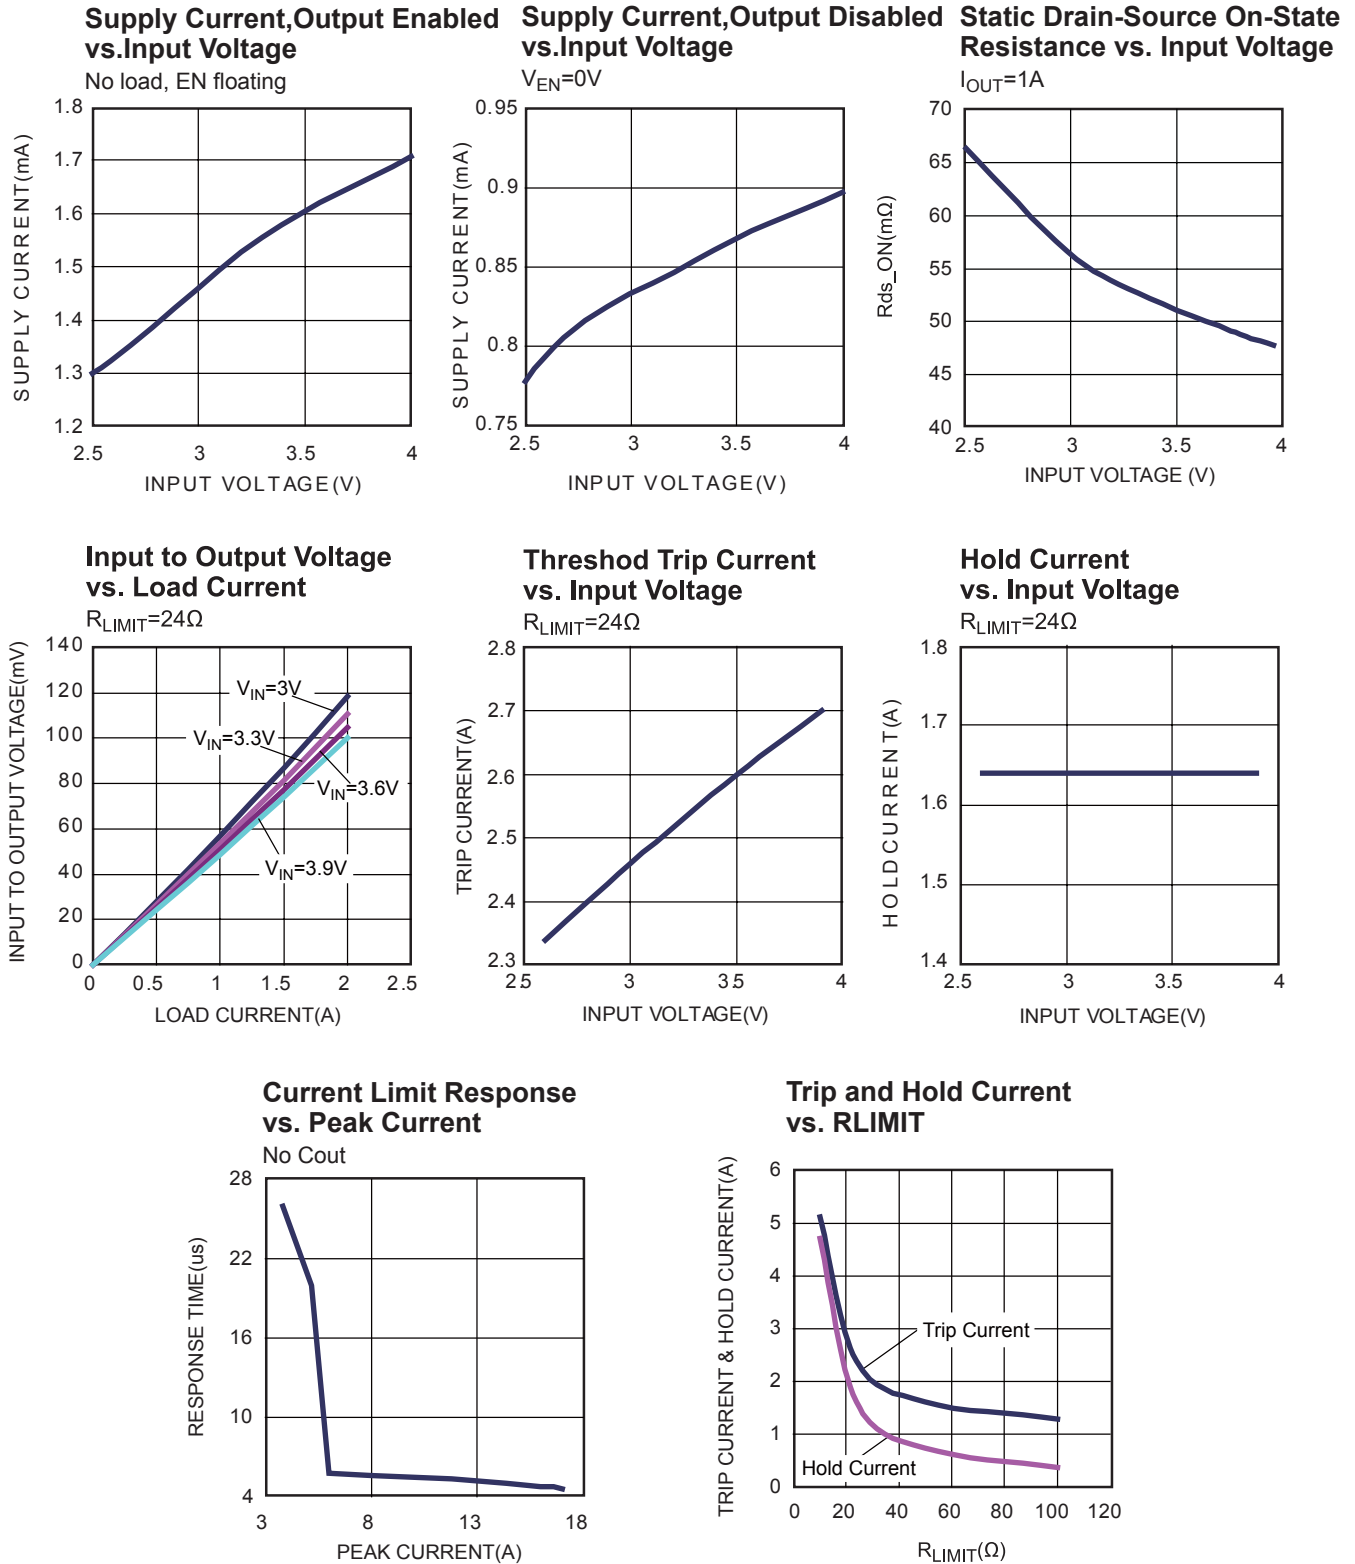 Supply Current,Output Enabled
vs.Input Voltage
No load, EN floating
1.8
1.7
1.6
1.5
1.4
1.3
1.2
2.5 3 3.5 4
SUPPLY CURRENT(mA)
INPUT VOLTAGE(V)
Supply Current,Output Disabled
vs.Input Voltage
VEN=0V
0.95
0.9
0.85
0.8
0.75
2.5 3 3.5 4
SUPPLY CURRENT(mA)
INPUT VOLTAGE(V)
Static Drain-Source On-State
Resistance vs. Input Voltage
IOUT=1A
70
65
60
55
50
45
40
2.5 3 3.5 4
Rds_ON(mΩ)
INPUT VOLTAGE (V)
Input to Output Voltage
vs. Load Current
RLIMIT=24Ω
140
120
100
80
60
40
20
0
0 0.5 1 1.5 2 2.5
VIN=3V
VIN=3.3V
VIN=3.6V
VIN=3.9V
INPUT TO OUTPUT VOLTAGE(mV)
LOAD CURRENT(A)
Threshod Trip Current
vs. Input Voltage
RLIMIT=24Ω
2.8
2.7
2.6
2.5
2.4
2.3
2.5 3 3.5 4
TRIP CURRENT(A)
INPUT VOLTAGE(V)
Hold Current
vs. Input Voltage
RLIMIT=24Ω
1.8
1.7
1.6
1.5
1.4
2.5 3 3.5 4
HOLDCURRENT(A)
INPUT VOLTAGE(V)
Current Limit Response
vs. Peak Current
No Cout
28
22
16
10
4
3 8 13 18
RESPONSE TIME(us)
PEAK CURRENT(A)
Trip and Hold Current
vs. RLIMIT
6
5
4
3
2
1
0
0 20 40 60 80 100 120
Trip Current
Hold Current
TRIP CURRENT & HOLD CURRENT(A)
RLIMIT(Ω)